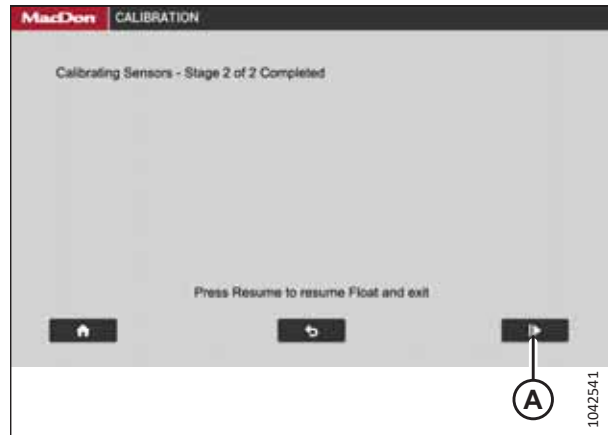 MacDon CALIBRATION
Calibrating Sensors - Stage 2 of 2 Completed
Press Resume to resume Float and exit
A
1042541